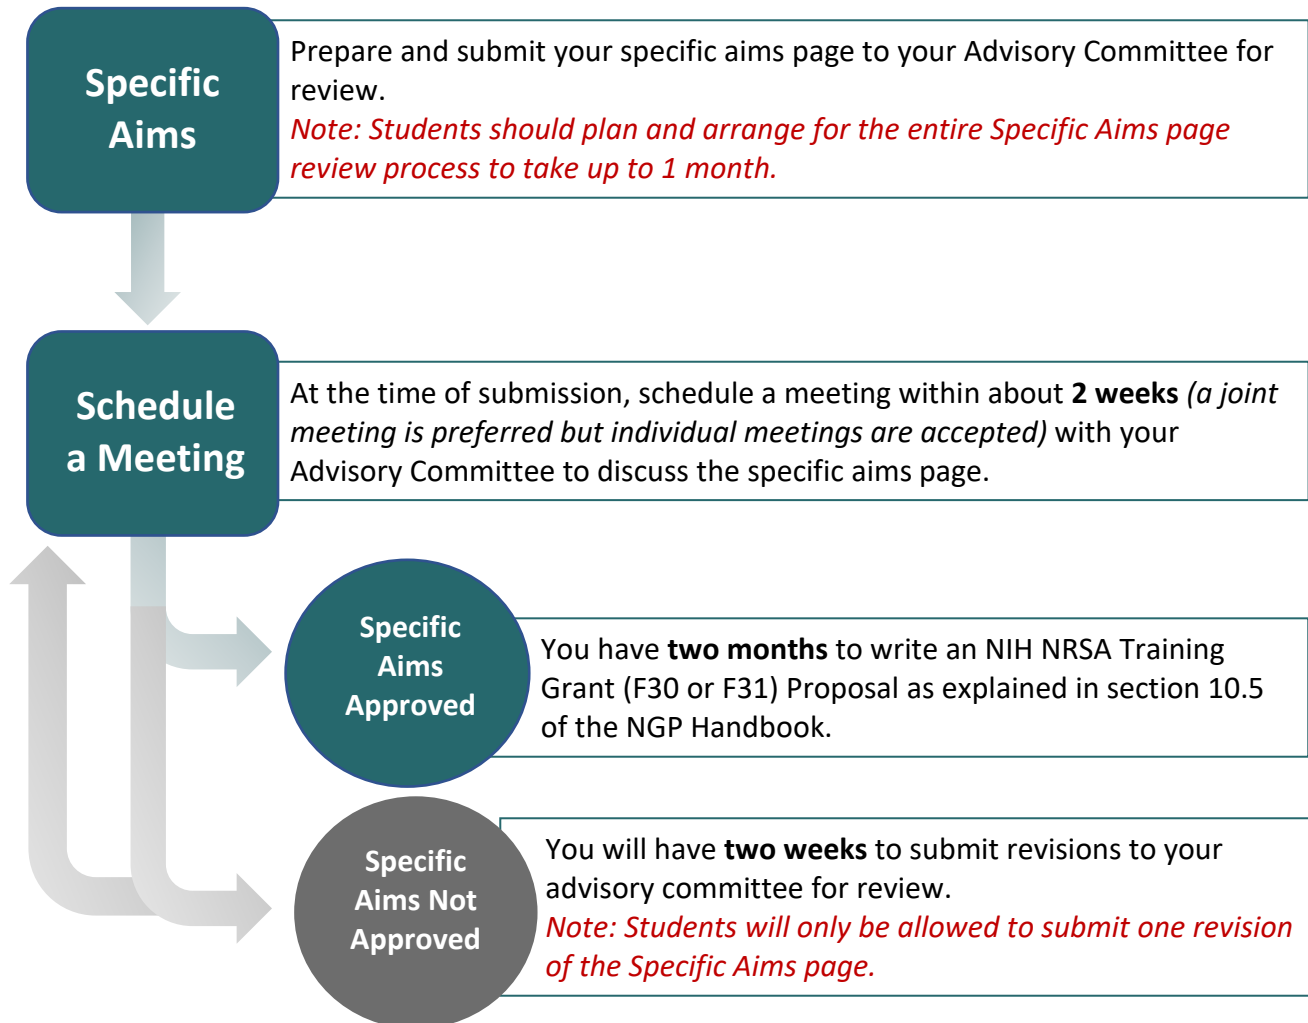 Specific
Aims
Prepare and submit your specific aims page to your Advisory Committee for
review.
Note: Students should plan and arrange for the entire Specific Aims page
review process to take up to 1 month.
Schedule
a Meeting
At the time of submission, schedule a meeting within about 2 weeks (a joint
meeting is preferred but individual meetings are accepted) with your
Advisory Committee to discuss the specific aims page.
Specific
Aims
Approved
You have two months to write an NIH NRSA Training
Grant (F30 or F31) Proposal as explained in section 10.5
of the NGP Handbook.
Specific
Aims Not
Approved
You will have two weeks to submit revisions to your
advisory committee for review.
Note: Students will only be allowed to submit one revision
of the Specific Aims page.